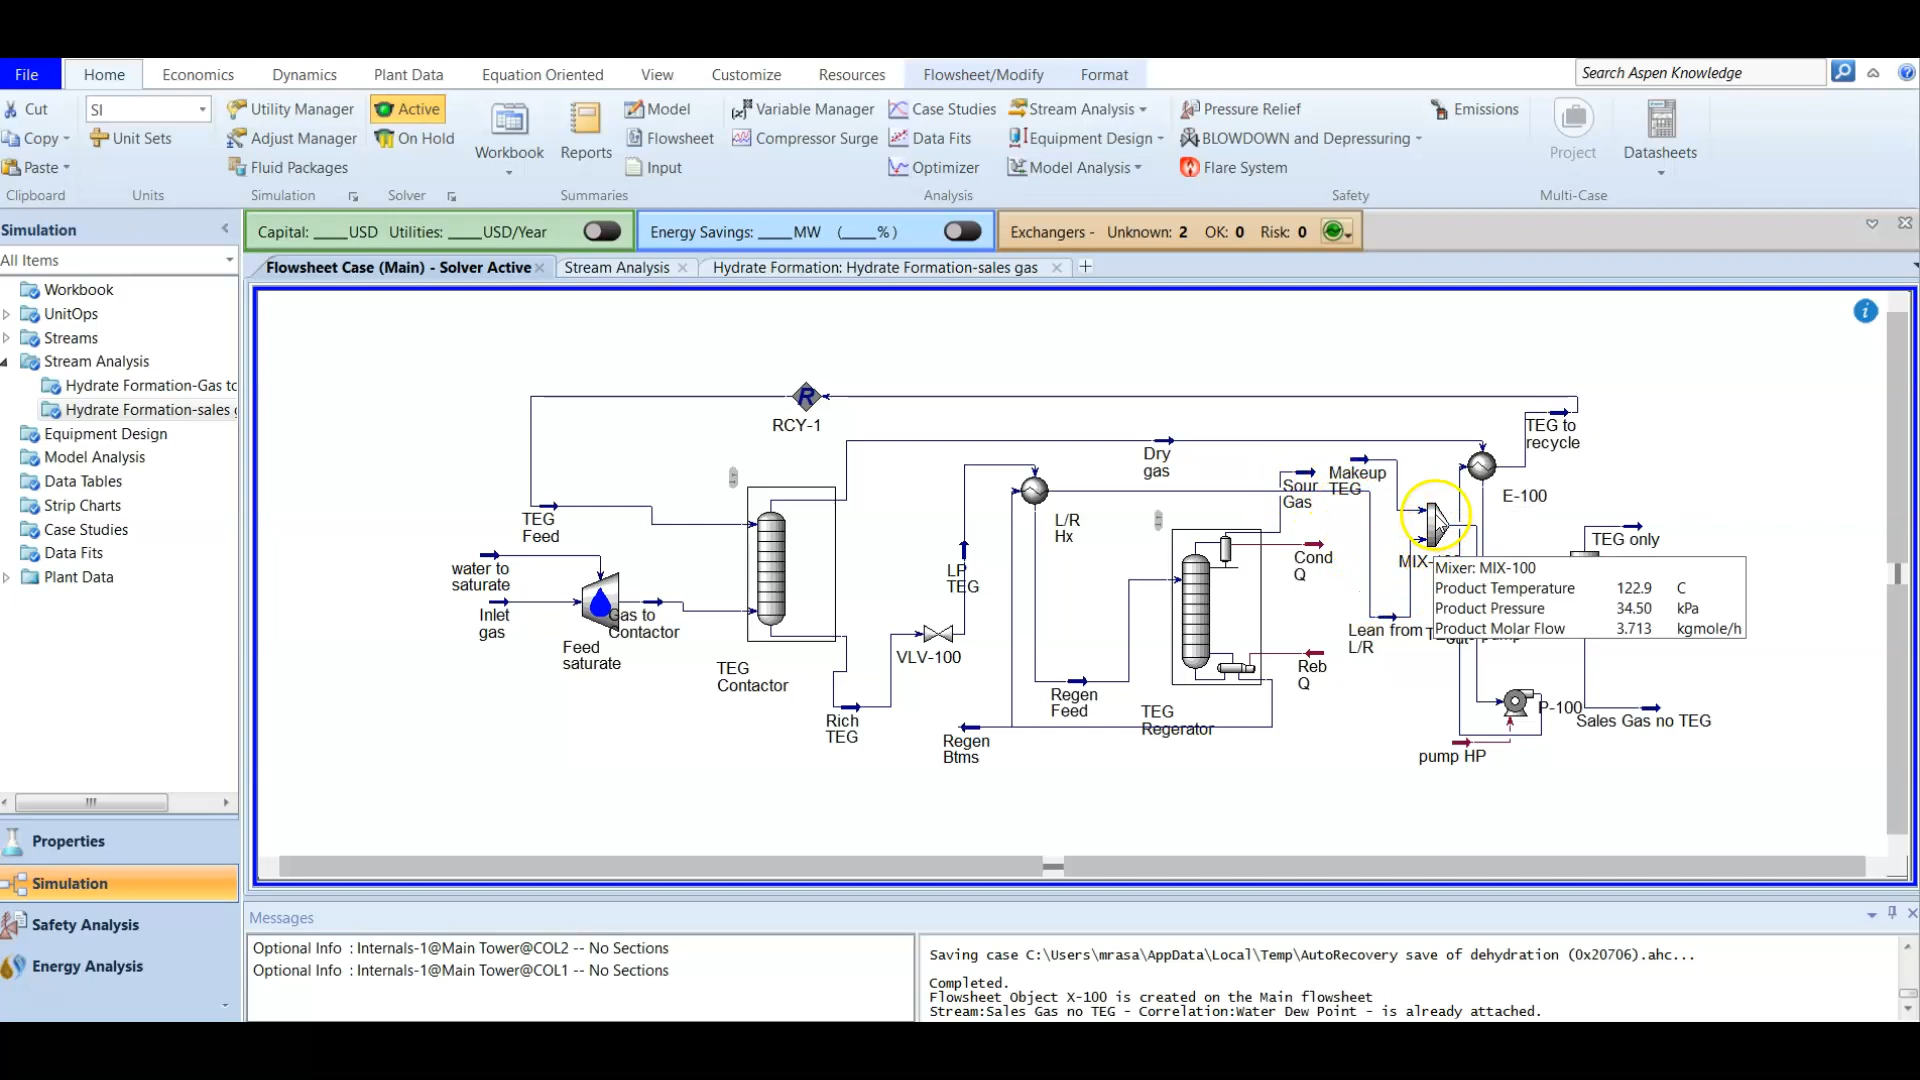 File
Home
Economics
Dynamics
Plant Data
Equation Oriented
View
Customize
Resources
Flowsheet/Modify
Format
Search Aspen Knowledge
Cut
Copy
Paste
Clipboard
SI
Unit Sets
Units
Utility Manager
Adjust Manager
Fluid Packages
Simulation
Active
On Hold
Solver
Workbook
Reports
Model
Flowsheet
Input
Summaries
Variable Manager
Compressor Surge
Case Studies
Data Fits
Optimizer
Stream Analysis
Equipment Design
Model Analysis
Analysis
Pressure Relief
BLOWDOWN and Depressuring
Flare System
Emissions
Safety
Project
Multi-Case
Datasheets
Capital: ____USD Utilities: ____USD/Year
Energy Savings: ____MW (____%)
Exchangers - Unknown: 2 OK: 0 Risk: 0
Simulation
All Items
Workbook
UnitOps
Streams
Stream Analysis
Hydrate Formation-Gas to
Hydrate Formation-sales g
Equipment Design
Model Analysis
Data Tables
Strip Charts
Case Studies
Data Fits
Plant Data
Properties
Simulation
Safety Analysis
Energy Analysis
Flowsheet Case (Main) - Solver Active
Stream Analysis
Hydrate Formation: Hydrate Formation-sales gas
R
RCY-1
TEG to
recycle
Dry
gas
Makeup
TEG
Sour
Gas
E-100
TEG
Feed
L/R
Hx
TEG only
water to
saturate
LP
TEG
Cond
Q
MIX-100
Mixer: MIX-100
Product Temperature 122.9 C
Product Pressure 34.50 kPa
Product Molar Flow 3.713 kgmole/h
Inlet
gas
Gas to
Contactor
Feed
saturate
Lean from
L/R
VLV-100
TEG
Contactor
Reb
Q
Regen
Feed
TEG
Regerator
P-100
Sales Gas no TEG
Rich
TEG
Regen
Btms
pump HP
Messages
Optional Info : Internals-1@Main Tower@COL2 -- No Sections
Optional Info : Internals-1@Main Tower@COL1 -- No Sections
Saving case C:\Users\mrasa\AppData\Local\Temp\AutoRecovery save of dehydration (0x20706).ahc...
Completed.
Flowsheet Object X-100 is created on the Main flowsheet
Stream:Sales Gas no TEG - Correlation:Water Dew Point - is already attached.